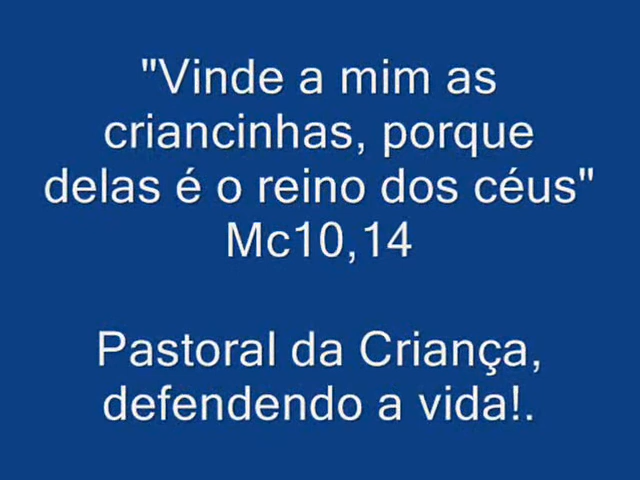 "Vinde a mim as
criancinhas, porque
delas é o reino dos céus"
Mc10,14
Pastoral da Criança,
defendendo a vida!.